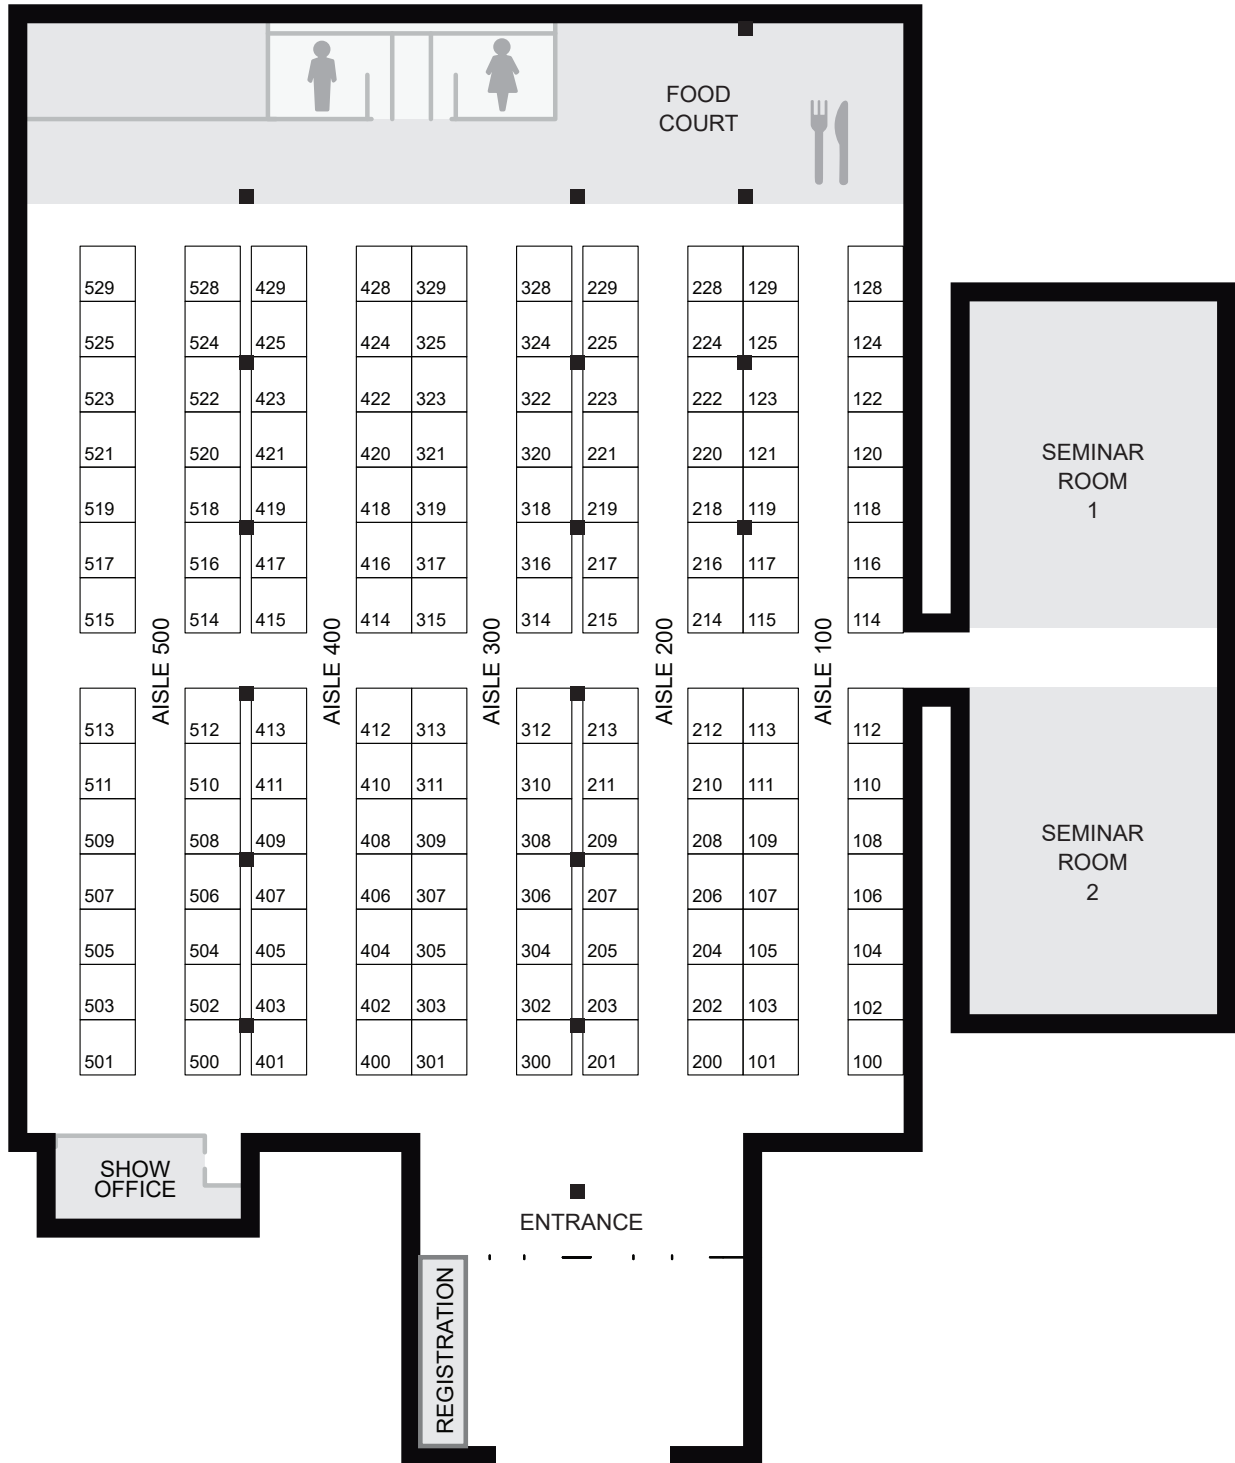 FOOD
COURT
529 528 429 428 329 328 229 228 129 128
525 524 425 424 325 324 225 224 125 124
523 522 423 422 323 322 223 222 123 122
521 520 421 420 321 320 221 220 121 120
519 518 419 418 319 318 219 218 119 118
517 516 417 416 317 316 217 216 117 116
515 514 415 414 315 314 215 214 115 114
SEMINAR
ROOM
1
AISLE 500
AISLE 400
AISLE 300
AISLE 200
AISLE 100
513 512 413 412 313 312 213 212 113 112
511 510 411 410 311 310 211 210 111 110
509 508 409 408 309 308 209 208 109 108
507 506 407 406 307 306 207 206 107 106
505 504 405 404 305 304 205 204 105 104
503 502 403 402 303 302 203 202 103 102
501 500 401 400 301 300 201 200 101 100
SEMINAR
ROOM
2
SHOW
OFFICE
ENTRANCE
REGISTRATION